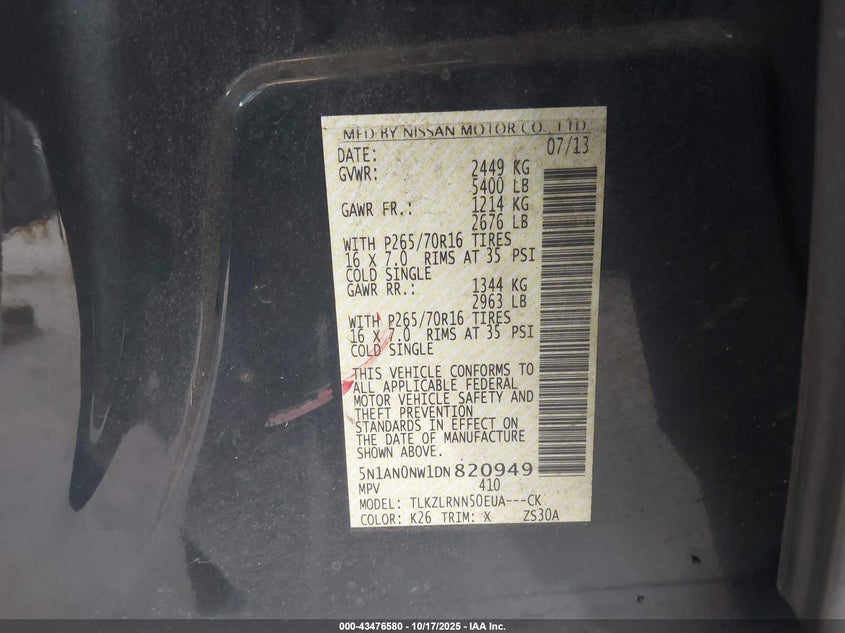 MFD BY NISSAN MOTOR CO., LTD.
DATE: 07/13
GVWR: 2449 KG
5400 LB
GAWR FR.: 1214 KG
2676 LB
WITH P265/70R16 TIRES
16 X 7.0 RIMS AT 35 PSI
COLD SINGLE
GAWR RR.: 1344 KG
2963 LB
WITH P265/70R16 TIRES
16 X 7.0 RIMS AT 35 PSI
COLD SINGLE
THIS VEHICLE CONFORMS TO
ALL APPLICABLE FEDERAL
MOTOR VEHICLE SAFETY AND
THEFT PREVENTION
STANDARDS IN EFFECT ON
THE DATE OF MANUFACTURE
SHOWN ABOVE.
5N1AN0NW1DN820949
MPV 410
MODEL: TLKZLRNN50EUA---CK
COLOR: K26 TRIM: X ZS30A
000-43476580 - 10/17/2025 - IAA Inc.